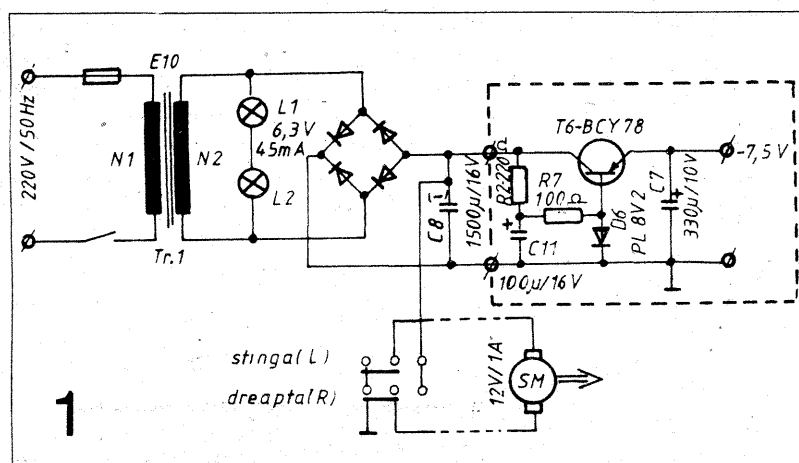 E10
220V/50Hz
N1
N2
Tr.1
L1
6,3V
45mA
L2
C8
1500µ/16V
R2-220Ω
R7
100Ω
C11
100µ/16V
T6-BCY78
D6
PL8V2
C7
330µ/10V
-7,5V
stinga(L)
dreapta(R)
12V/1A
SM
1